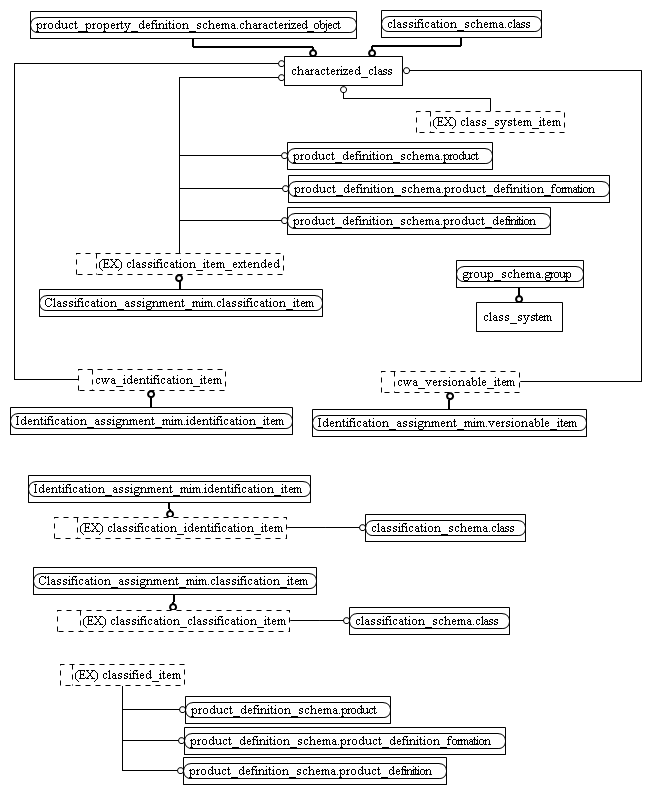 product_property_definition_schema.characterized_object
classification_schema.class
characterized_class
(EX) class_system_item
product_definition_schema.product
product_definition_schema.product_definition_formation
product_definition_schema.product_definition
(EX) classification_item_extended
group_schema.group
Classification_assignment_mim.classification_item
class_system
cwa_identification_item
cwa_versionable_item
Identification_assignment_mim.identification_item
Identification_assignment_mim.versionable_item
Identification_assignment_mim.identification_item
(EX) classification_identification_item
classification_schema.class
Classification_assignment_mim.classification_item
(EX) classification_classification_item
classification_schema.class
(EX) classified_item
product_definition_schema.product
product_definition_schema.product_definition_formation
product_definition_schema.product_definition